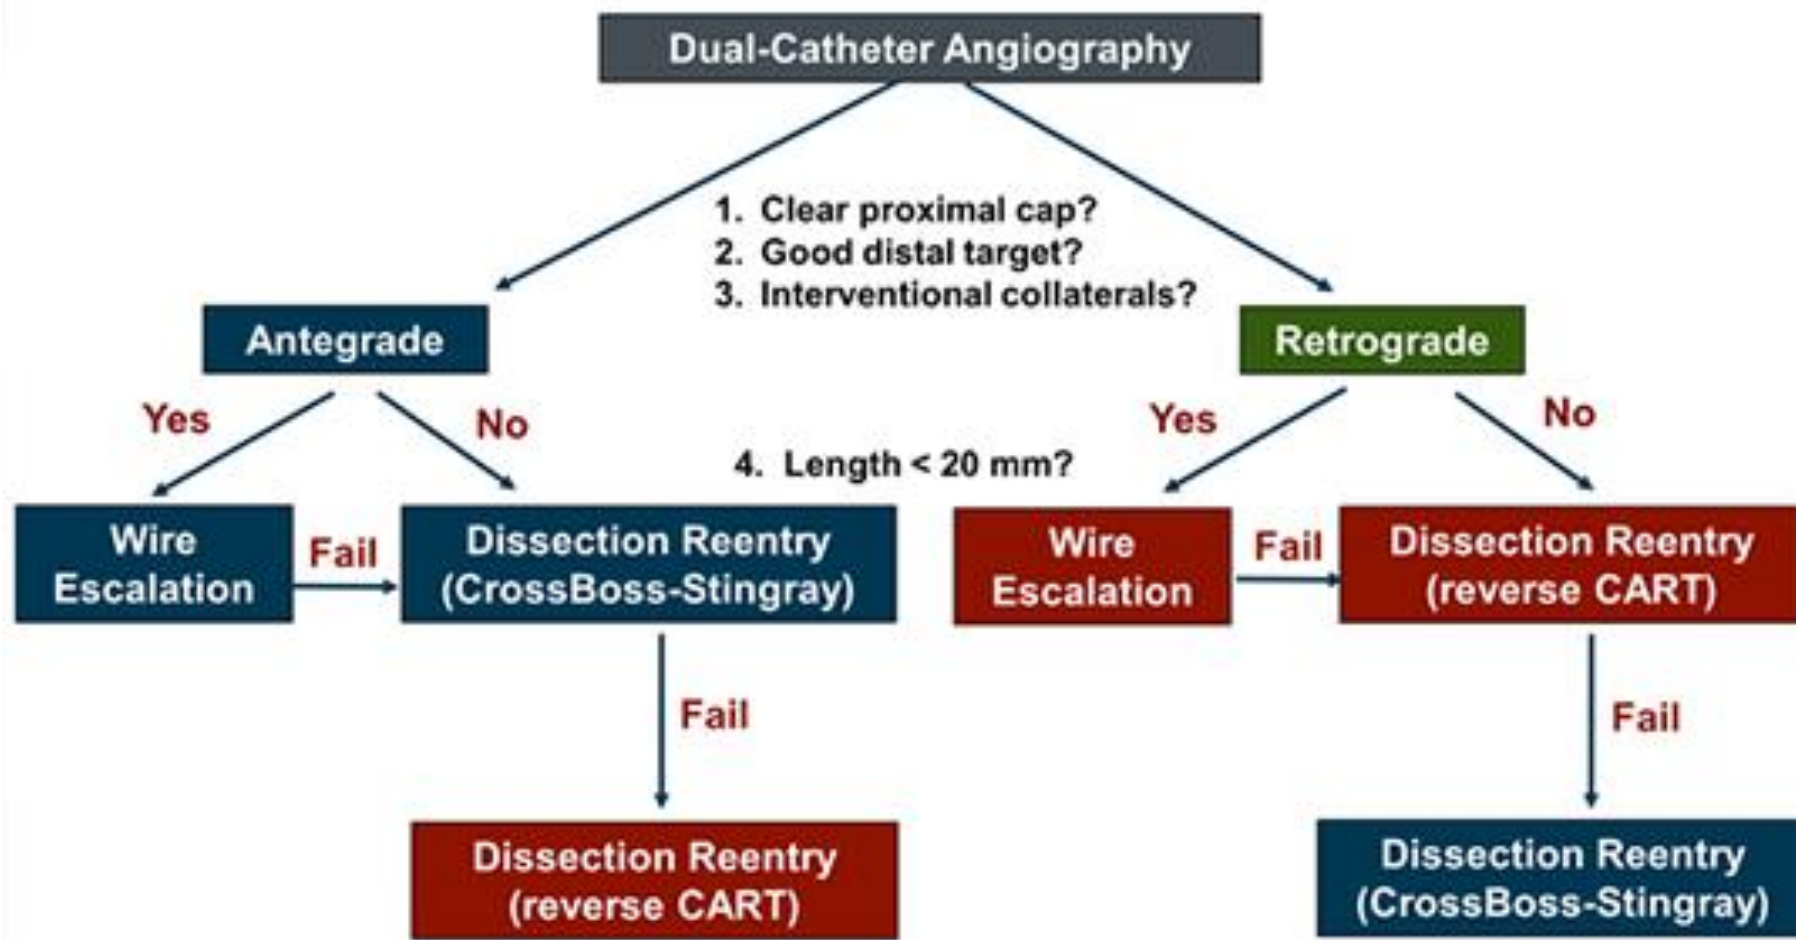 Dual-Catheter Angiography
1. Clear proximal cap?
2. Good distal target?
3. Interventional collaterals?
Antegrade
Retrograde
Yes
No
Yes
No
4. Length < 20 mm?
Wire
Escalation
Fail
Dissection Reentry
(CrossBoss-Stingray)
Wire
Escalation
Fail
Dissection Reentry
(reverse CART)
Fail
Fail
Dissection Reentry
(reverse CART)
Dissection Reentry
(CrossBoss-Stingray)